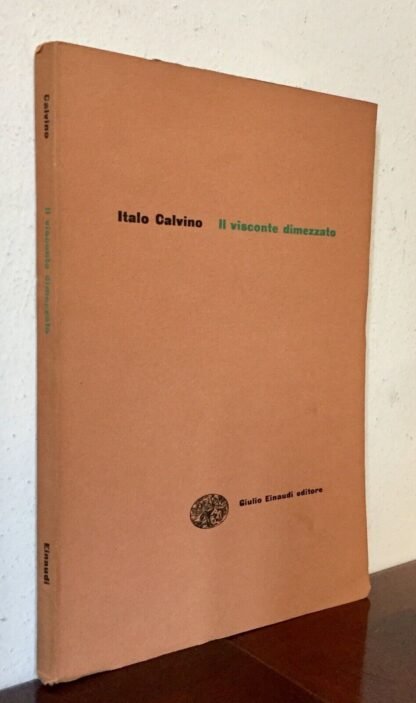 Calvino
Il visconte dimezzato
Einaudi
Italo Calvino Il visconte dimezzato
Giulio Einaudi editore